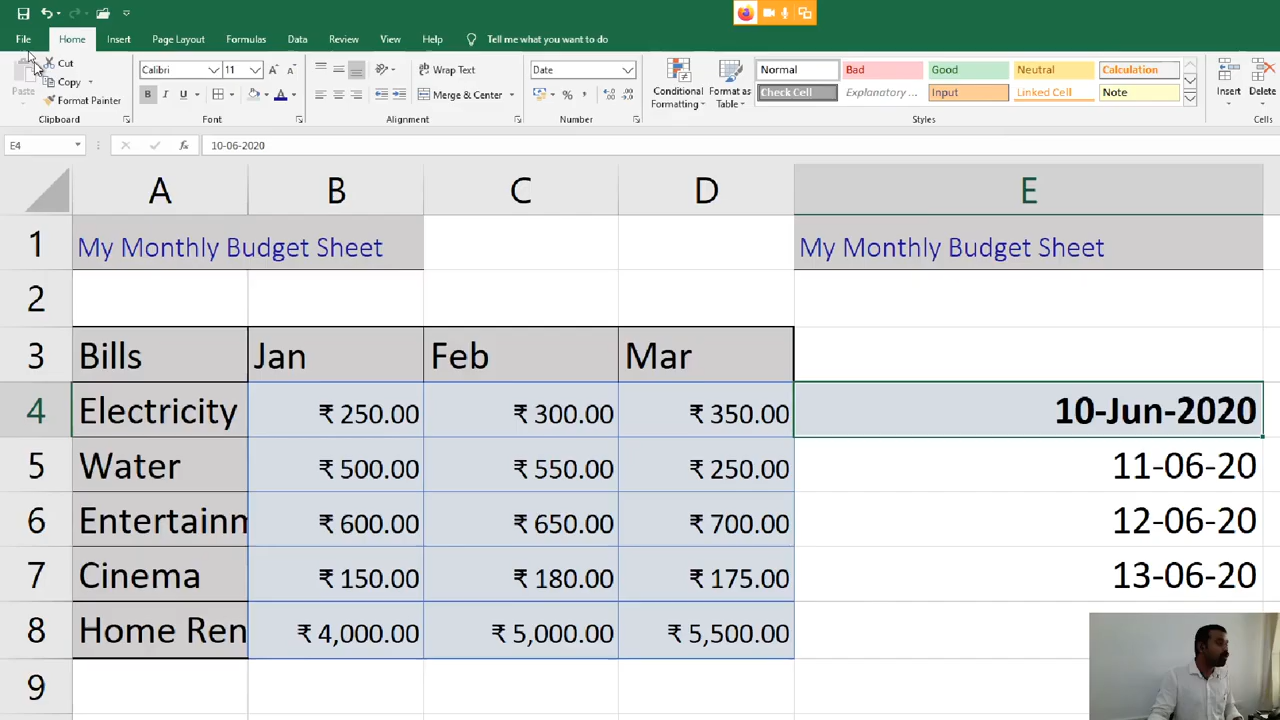 File Home Insert Page Layout Formulas Data Review View Help Tell me what you want to do
Paste
Cut
Copy
Format Painter
Clipboard
Calibri 11
B I U
Font
Wrap Text
Merge & Center
Alignment
Date
%
Number
Conditional Formatting
Format as Table
Normal Bad Good Neutral Calculation
Check Cell Explanatory ... Input Linked Cell Note
Styles
Insert Delete
Cells
E4 fx 10-06-2020
A B C D E
1 My Monthly Budget Sheet My Monthly Budget Sheet
2
3 Bills Jan Feb Mar
4 Electricity ₹ 250.00 ₹ 300.00 ₹ 350.00 10-Jun-2020
5 Water ₹ 500.00 ₹ 550.00 ₹ 250.00 11-06-20
6 Entertainm ₹ 600.00 ₹ 650.00 ₹ 700.00 12-06-20
7 Cinema ₹ 150.00 ₹ 180.00 ₹ 175.00 13-06-20
8 Home Ren ₹ 4,000.00 ₹ 5,000.00 ₹ 5,500.00
9